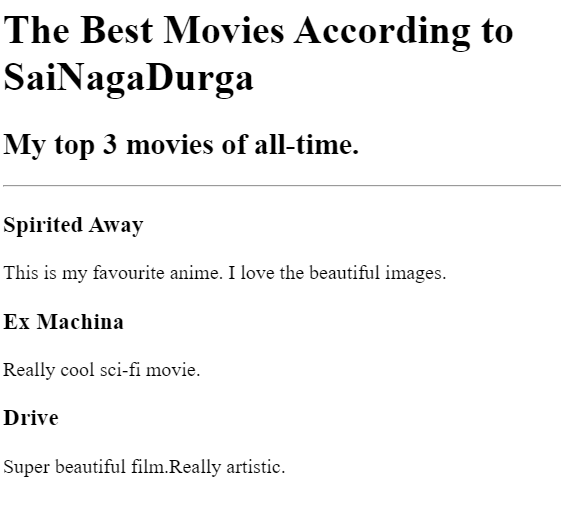 The Best Movies According to
SaiNagaDurga
My top 3 movies of all-time.
Spirited Away
This is my favourite anime. I love the beautiful images.
Ex Machina
Really cool sci-fi movie.
Drive
Super beautiful film.Really artistic.